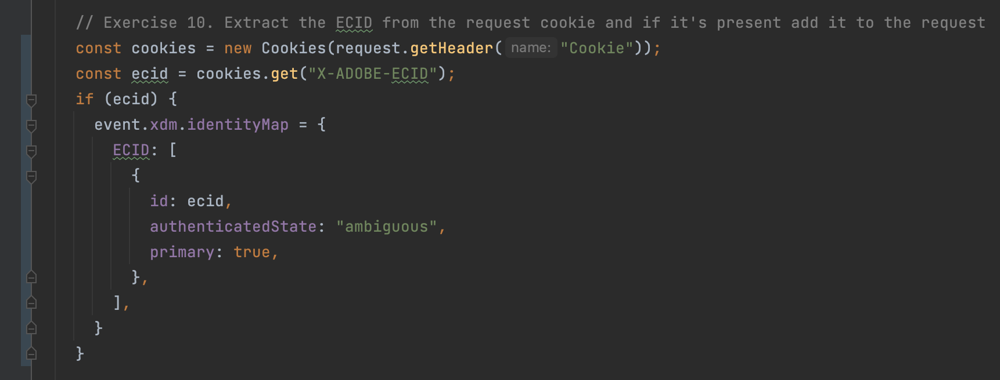 // Exercise 10. Extract the ECID from the request cookie and if it's present add it to the request
const cookies = new Cookies(request.getHeader( name: "Cookie"));
const ecid = cookies.get("X-ADOBE-ECID");
if (ecid) {
  event.xdm.identityMap = {
    ECID: [
      {
        id: ecid,
        authenticatedState: "ambiguous",
        primary: true,
      },
    ],
  }
}